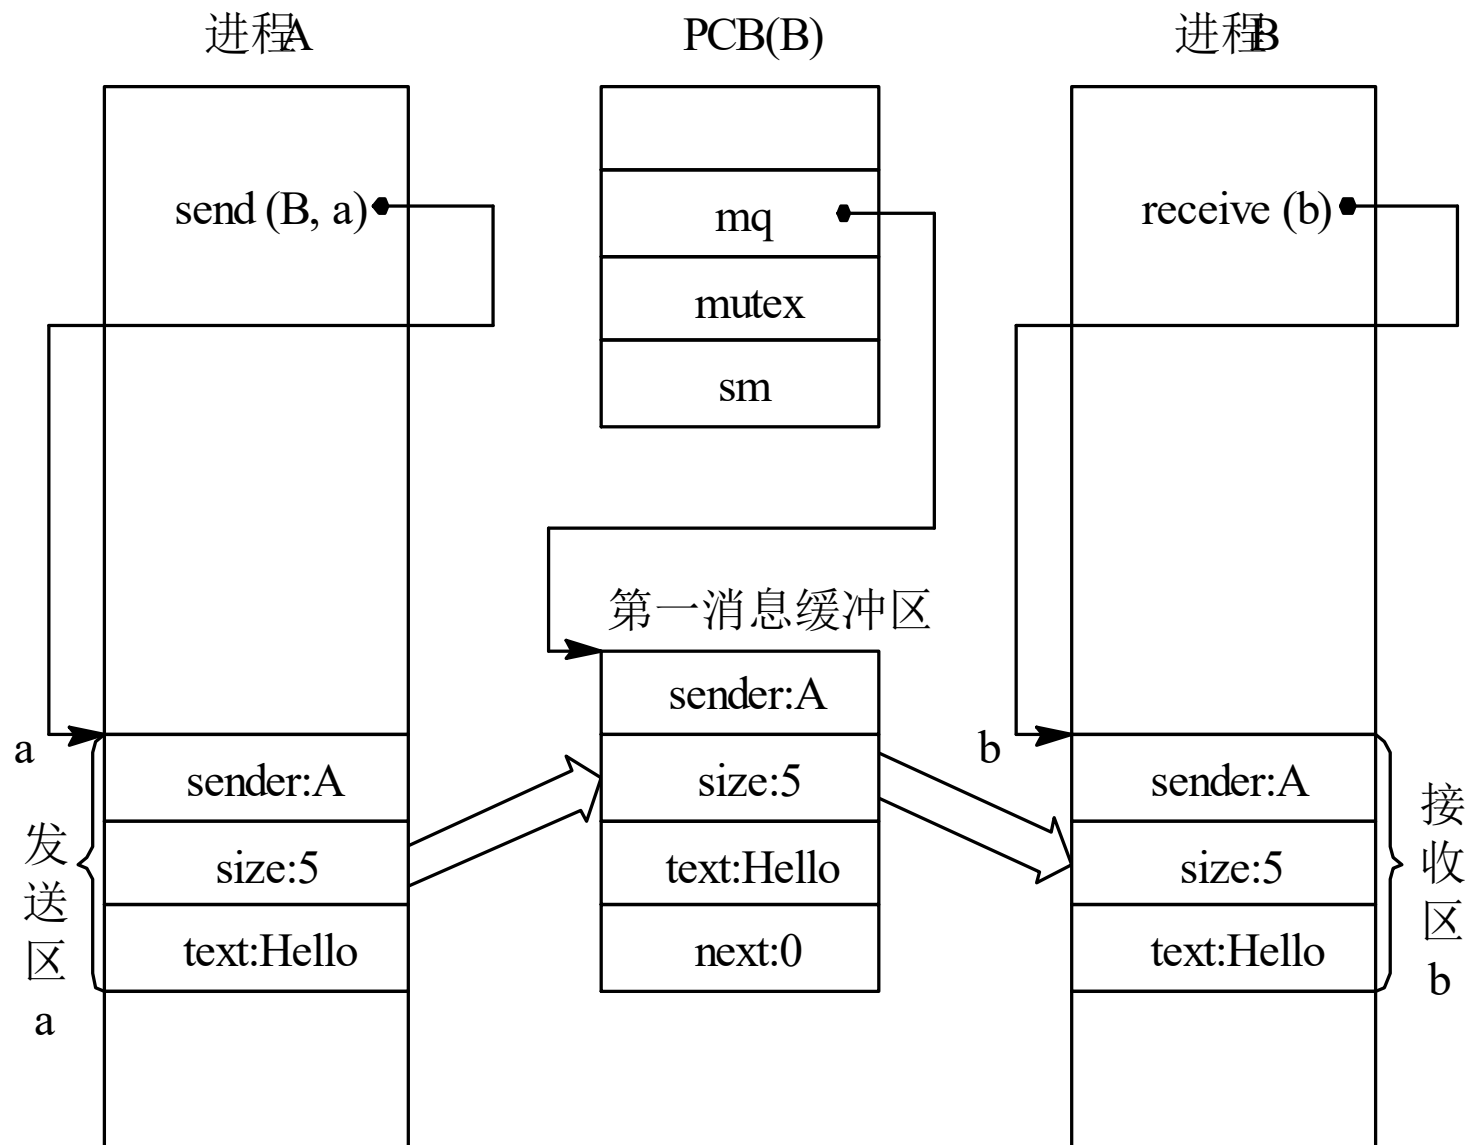 进程A
PCB(B)
进程B
send (B, a)
mq
receive (b)
mutex
sm
第一消息缓冲区
sender:A
a
b
sender:A
size:5
sender:A
发送区a
size:5
text:Hello
size:5
接收区b
text:Hello
next:0
text:Hello